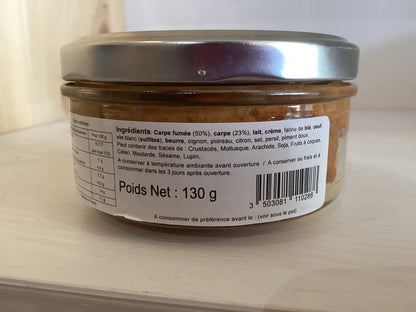 Ingrédients Carpe fumée (50%), carpe (23%), lait, crème, farine de blé, oeuf,
vin blanc (sulfites), beurre, oignon, poireau, citron, sel, persil, piment doux.
Peut contenir des traces de : Crustacés, Mollusque, Arachide, Soja, Fruits à coques,
Céleri, Moutarde, Sésame, Lupin,.
A conserver à température ambiante avant ouverture / A conserver au frais et à
consommer dans les 3 jours après ouverture.
Poids Net : 130 g
3 503081 110288
A consommer de préférence avant le : (voir sous le pot)